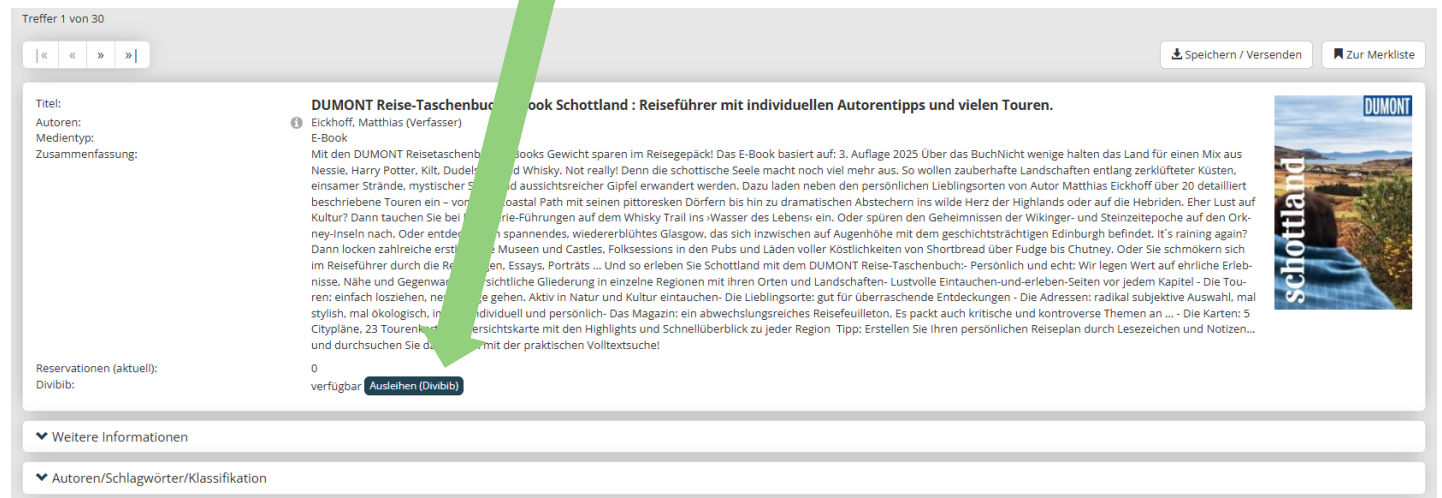 Treffer 1 von 30
|« « » »|
Speichern / Versenden
Zur Merkliste
Titel: DUMONT Reise-Taschenbuch ook Schottland : Reiseführer mit individuellen Autorentipps und vielen Touren.
Autoren: Eickhoff, Matthias (Verfasser)
Medientyp: E-Book
Zusammenfassung: Mit den DUMONT Reisetaschenb Books Gewicht sparen im Reisegepäck! Das E-Book basiert auf: 3. Auflage 2025 Über das BuchNicht wenige halten das Land für einen Mix aus
Nessie, Harry Potter, Kilt, Dudels d Whisky. Not really! Denn die schottische Seele macht noch viel mehr aus. So wollen zauberhafte Landschaften entlang zerklüfteter Küsten,
einsamer Strände, mystischer S d aussichtsreicher Gipfel erwandert werden. Dazu laden neben den persönlichen Lieblingsorten von Autor Matthias Eickhoff über 20 detailliert
beschriebene Touren ein – von oastal Path mit seinen pittoresken Dörfern bis hin zu dramatischen Abstechern ins wilde Herz der Highlands oder auf die Hebriden. Eher Lust auf
Kultur? Dann tauchen Sie bei erie-Führungen auf dem Whisky Trail ins ›Wasser des Lebens‹ ein. Oder spüren den Geheimnissen der Wikinger- und Steinzeitepoche auf den Ork-
ney-Inseln nach. Oder entdec n spannendes, wiedererblühtes Glasgow, das sich inzwischen auf Augenhöhe mit dem geschichtsträchtigen Edinburgh befindet. It´s raining again?
Dann locken zahlreiche erstk e Museen und Castles, Folksessions in den Pubs und Läden voller Köstlichkeiten von Shortbread über Fudge bis Chutney. Oder Sie schmökern sich
im Reiseführer durch die Re gen, Essays, Porträts ... Und so erleben Sie Schottland mit dem DUMONT Reise-Taschenbuch:- Persönlich und echt: Wir legen Wert auf ehrliche Erleb-
nisse, Nähe und Gegenwar rsichtliche Gliederung in einzelne Regionen mit ihren Orten und Landschaften- Lustvolle Eintauchen-und-erleben-Seiten vor jedem Kapitel - Die Tou-
ren: einfach losziehen, ne ge gehen. Aktiv in Natur und Kultur eintauchen- Die Lieblingsorte: gut für überraschende Entdeckungen - Die Adressen: radikal subjektive Auswahl, mal
stylish, mal ökologisch, i ndividuell und persönlich- Das Magazin: ein abwechslungsreiches Reisefeuilleton. Es packt auch kritische und kontroverse Themen an ... - Die Karten: 5
Citypläne, 23 Tourenk ersichtskarte mit den Highlights und Schnellüberblick zu jeder Region Tipp: Erstellen Sie Ihren persönlichen Reiseplan durch Lesezeichen und Notizen...
und durchsuchen Sie da mit der praktischen Volltextsuche!
Reservationen (aktuell): 0
Divibib: verfügbar Ausleihen (Divibib)
DUMONT
schottland
Weitere Informationen
Autoren/Schlagwörter/Klassifikation